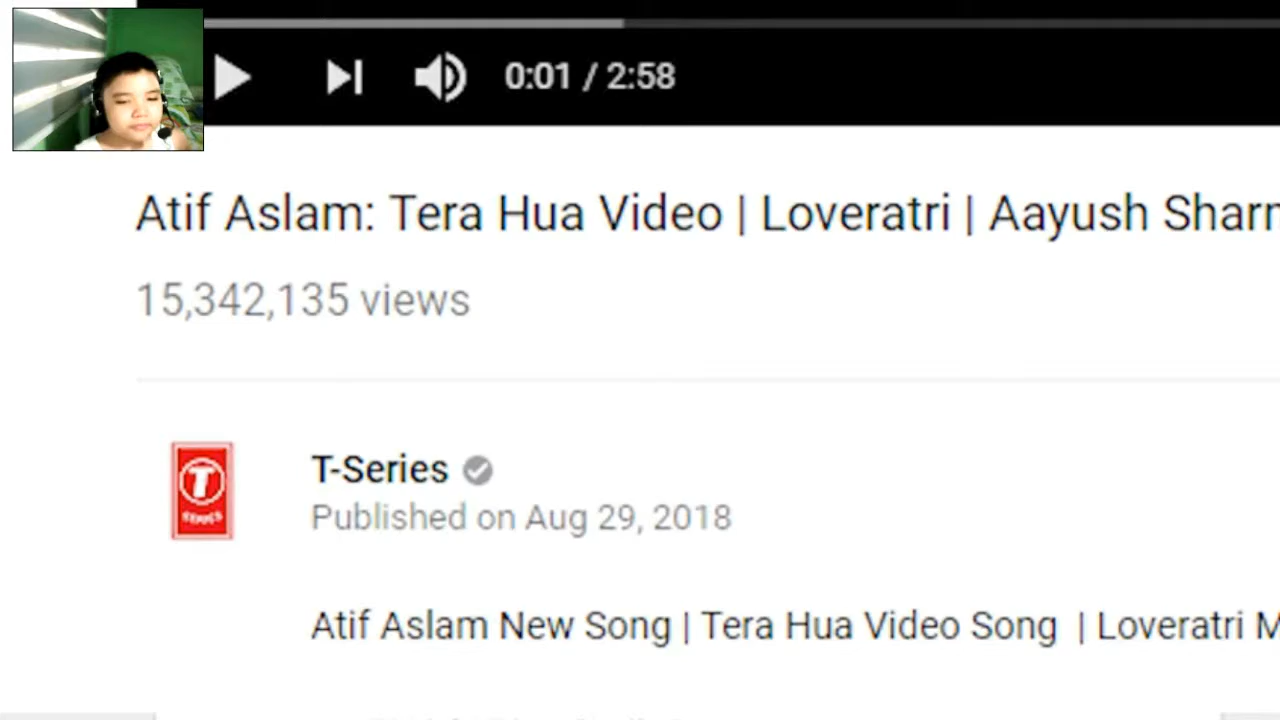 0:01 / 2:58
Atif Aslam: Tera Hua Video | Loveratri | Aayush
15,342,135 views
T
SERIES
T-Series
Published on Aug 29, 2018
Atif Aslam New Song | Tera Hua Video Song | Loveratri